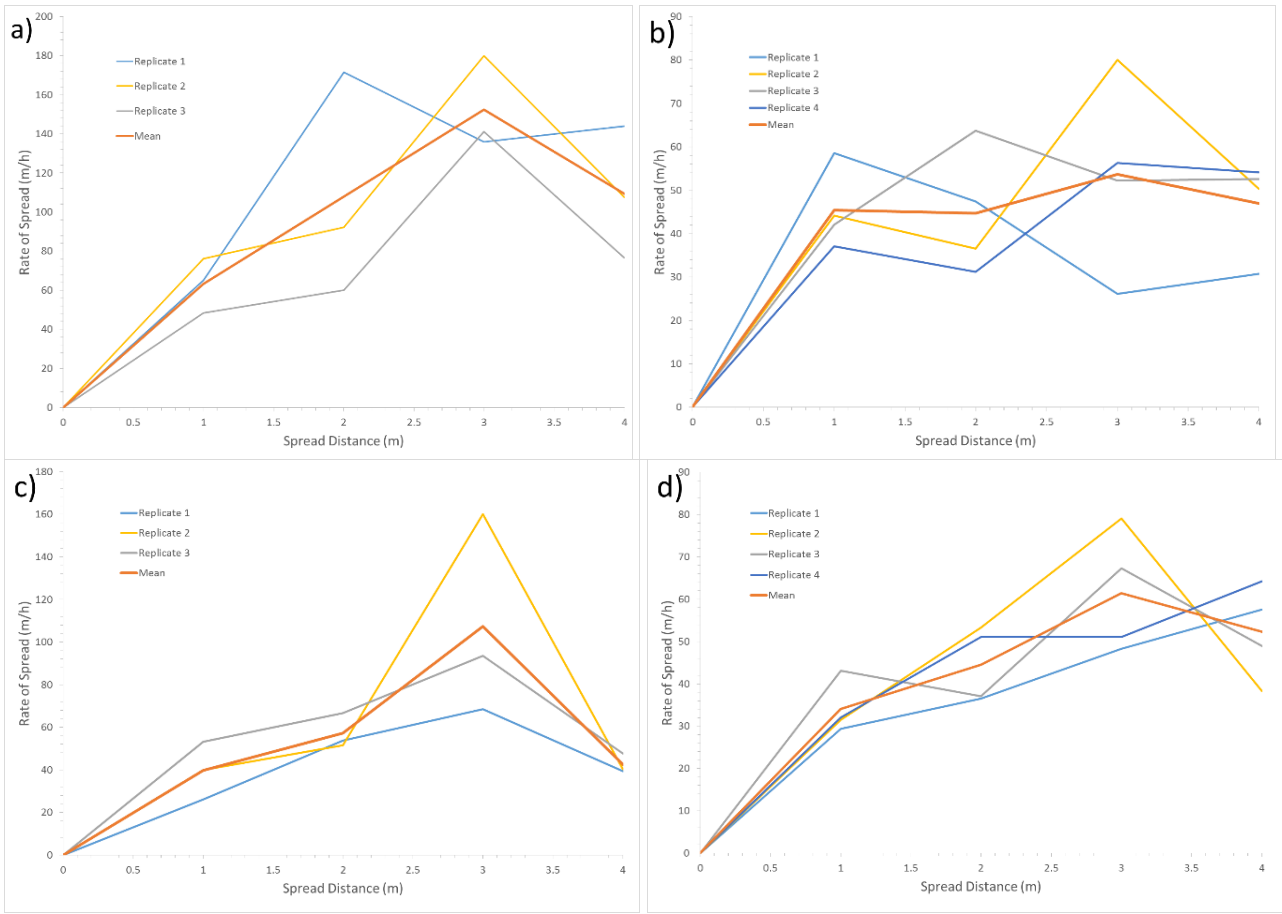 a)
Rate of Spread (m/h)
200
180
160
140
120
100
80
60
40
20
0
Replicate 1
Replicate 2
Replicate 3
Mean
0 0.5 1 1.5 2 2.5 3 3.5 4
Spread Distance (m)
b)
Rate of Spread (m/h)
90
80
70
60
50
40
30
20
10
0
Replicate 1
Replicate 2
Replicate 3
Replicate 4
Mean
0 0.5 1 1.5 2 2.5 3 3.5 4
Spread Distance (m)
c)
Rate of Spread (m/h)
180
160
140
120
100
80
60
40
20
0
Replicate 1
Replicate 2
Replicate 3
Mean
0 0.5 1 1.5 2 2.5 3 3.5 4
Spread Distance (m)
d)
Rate of Spread (m/h)
90
80
70
60
50
40
30
20
10
0
Replicate 1
Replicate 2
Replicate 3
Replicate 4
Mean
0 0.5 1 1.5 2 2.5 3 3.5 4
Spread Distance (m)